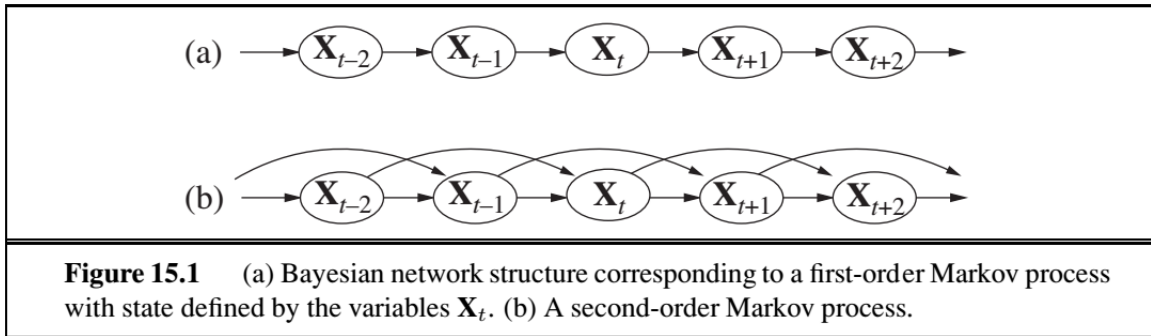 (a) X_{t–2} X_{t–1} X_t X_{t+1} X_{t+2}
(b) X_{t–2} X_{t–1} X_t X_{t+1} X_{t+2}
Figure 15.1 (a) Bayesian network structure corresponding to a first-order Markov process
with state defined by the variables X_t. (b) A second-order Markov process.